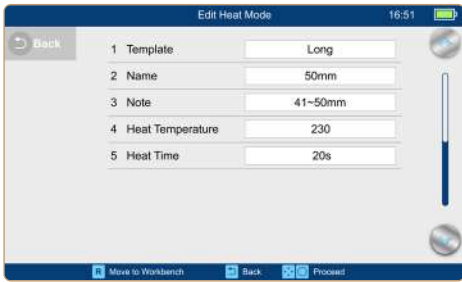 Edit Heat Mode 16:51
Back
1 Template Long
2 Name 50mm
3 Note 41~50mm
4 Heat Temperature 230
5 Heat Time 20s
R Move to Workbench Back Proceed